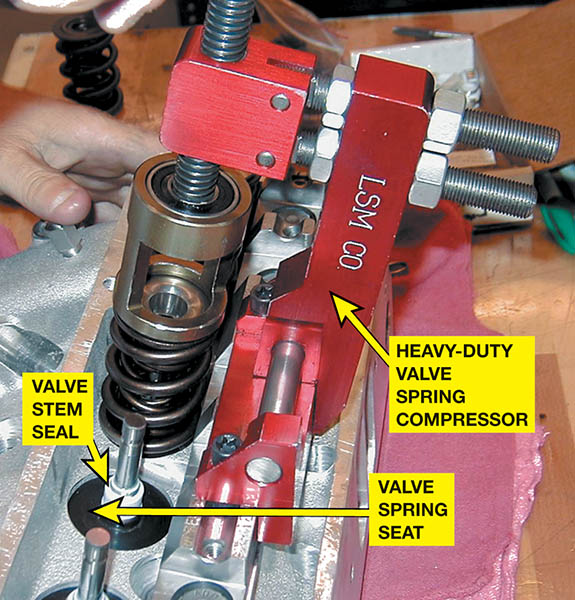 LSM CO.
HEAVY-DUTY
VALVE
SPRING
COMPRESSOR
VALVE
STEM
SEAL
VALVE
SPRING
SEAT